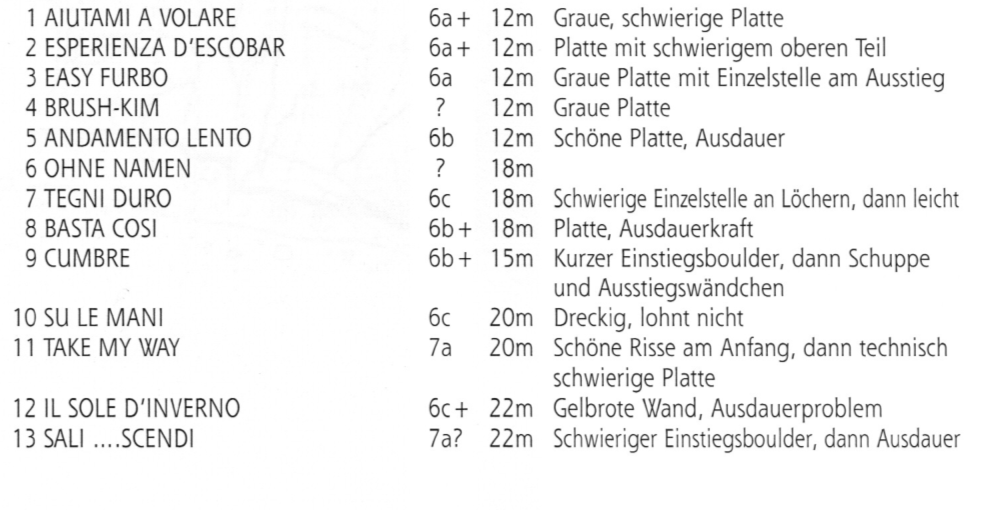 1 AIUTAMI A VOLARE 6a+ 12m Graue, schwierige Platte
2 ESPERIENZA D'ESCOBAR 6a+ 12m Platte mit schwierigem oberen Teil
3 EASY FURBO 6a 12m Graue Platte mit Einzelstelle am Ausstieg
4 BRUSH-KIM ? 12m Graue Platte
5 ANDAMENTO LENTO 6b 12m Schöne Platte, Ausdauer
6 OHNE NAMEN ? 18m
7 TEGNI DURO 6c 18m Schwierige Einzelstelle an Löchern, dann leicht
8 BASTA COSI 6b+ 18m Platte, Ausdauerkraft
9 CUMBRE 6b+ 15m Kurzer Einstiegsboulder, dann Schuppe
und Ausstiegswändchen
10 SU LE MANI 6c 20m Dreckig, lohnt nicht
11 TAKE MY WAY 7a 20m Schöne Risse am Anfang, dann technisch
schwierige Platte
12 IL SOLE D'INVERNO 6c+ 22m Gelbrote Wand, Ausdauerproblem
13 SALI ....SCENDI 7a? 22m Schwieriger Einstiegsboulder, dann Ausdauer